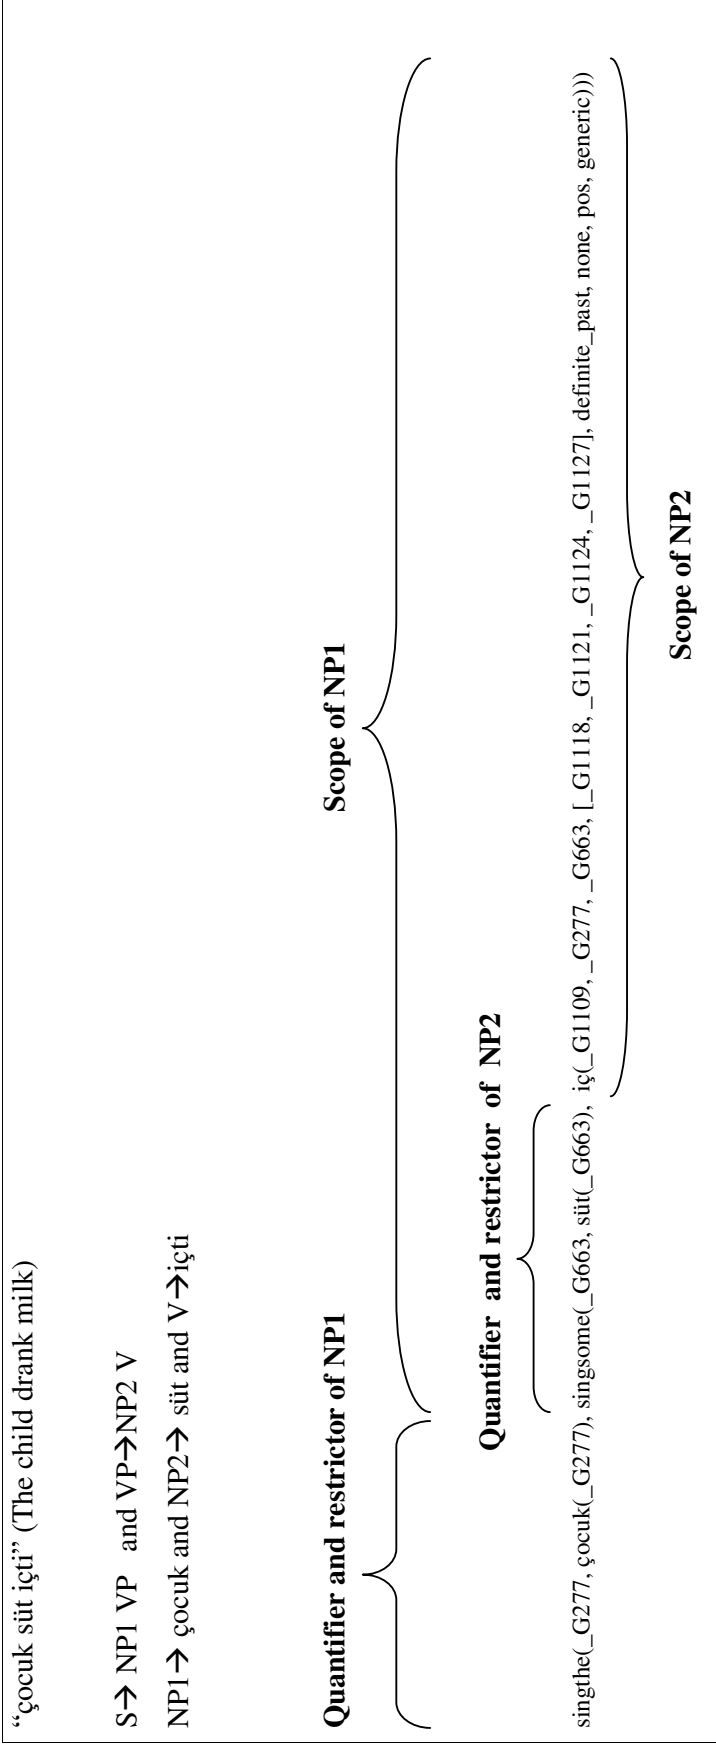 “çocuk süt içti” (The child drank milk)
S→ NP1 VP and VP→NP2 V
NP1→ çocuk and NP2→ süt and V→içti
Quantifier and restrictor of NP1
Scope of NP1
Quantifier and restrictor of NP2
singthe(_G277, çocuk(_G277), singsome(_G663, süt(_G663), iç(_G1109, _G277, _G663, [_G1118, _G1121, _G1124, _G1127], definite_past, none, pos, generic)))
Scope of NP2